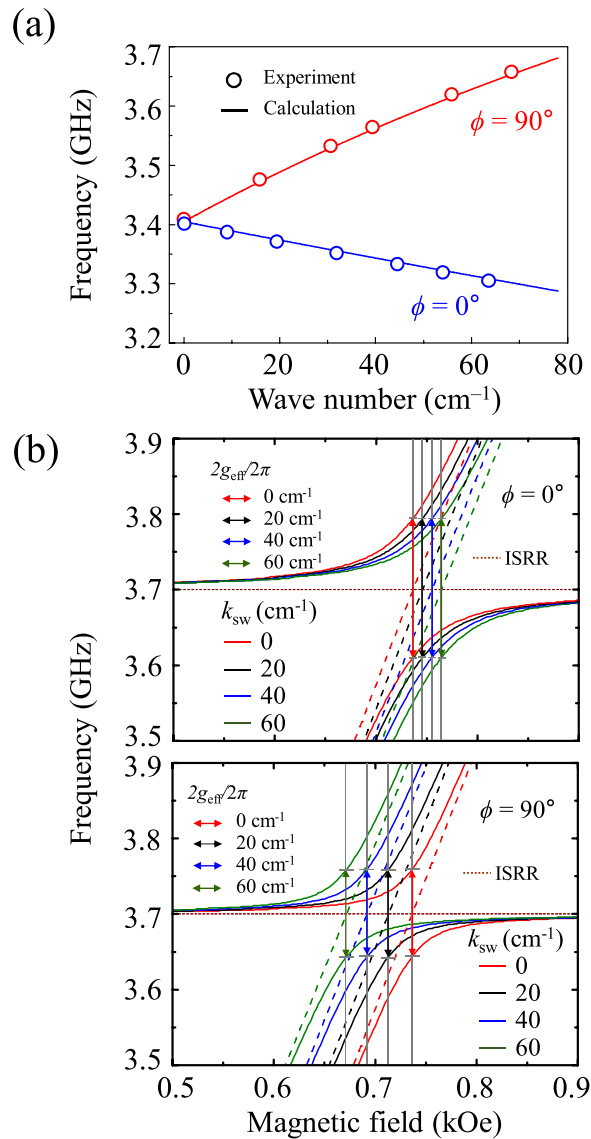 (a)
3.7
3.6
3.5
3.4
3.3
3.2
Frequency (GHz)
Experiment
Calculation
ϕ = 90°
ϕ = 0°
0 20 40 60 80
Wave number (cm⁻¹)
(b)
3.9
3.8
3.7
3.6
3.5
2g_eff/2π
0 cm⁻¹
20 cm⁻¹
40 cm⁻¹
60 cm⁻¹
ϕ = 0°
ISRR
k_sw (cm⁻¹)
0
20
40
60
Frequency (GHz)
3.9
3.8
3.7
3.6
3.5
2g_eff/2π
0 cm⁻¹
20 cm⁻¹
40 cm⁻¹
60 cm⁻¹
ϕ = 90°
ISRR
k_sw (cm⁻¹)
0
20
40
60
0.5 0.6 0.7 0.8 0.9
Magnetic field (kOe)